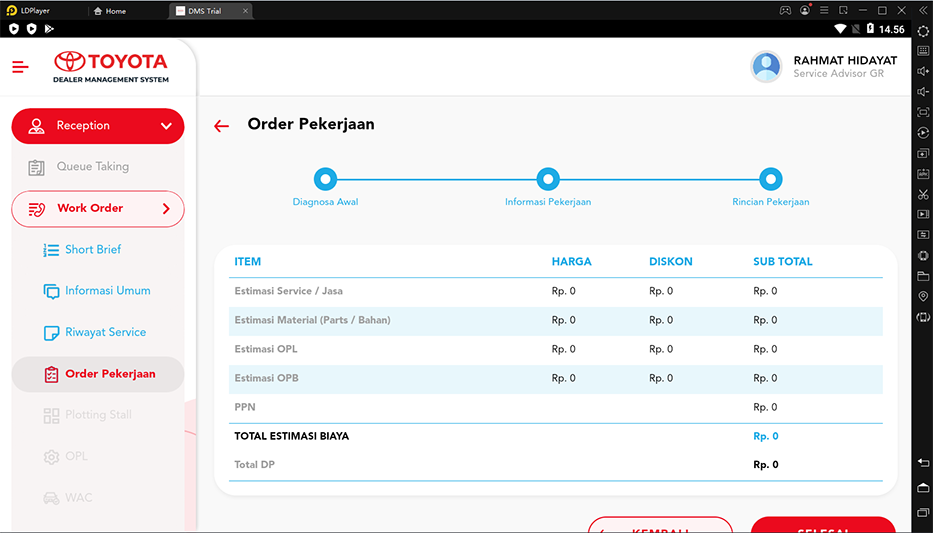 LDPlayer
Home
DMS Trial
14.56
TOYOTA
DEALER MANAGEMENT SYSTEM
RAHMAT HIDAYAT
Service Advisor GR
Reception
Queue Taking
Work Order
Short Brief
Informasi Umum
Riwayat Service
Order Pekerjaan
Plotting Stall
OPL
WAC
Order Pekerjaan
Diagnosa Awal
Informasi Pekerjaan
Rincian Pekerjaan
ITEM HARGA DISKON SUB TOTAL
Estimasi Service / Jasa Rp. 0 Rp. 0 Rp. 0
Estimasi Material (Parts / Bahan) Rp. 0 Rp. 0 Rp. 0
Estimasi OPL Rp. 0 Rp. 0 Rp. 0
Estimasi OPB Rp. 0 Rp. 0 Rp. 0
PPN Rp. 0
TOTAL ESTIMASI BIAYA Rp. 0
Total DP Rp. 0
KEMBALI
SELESAI